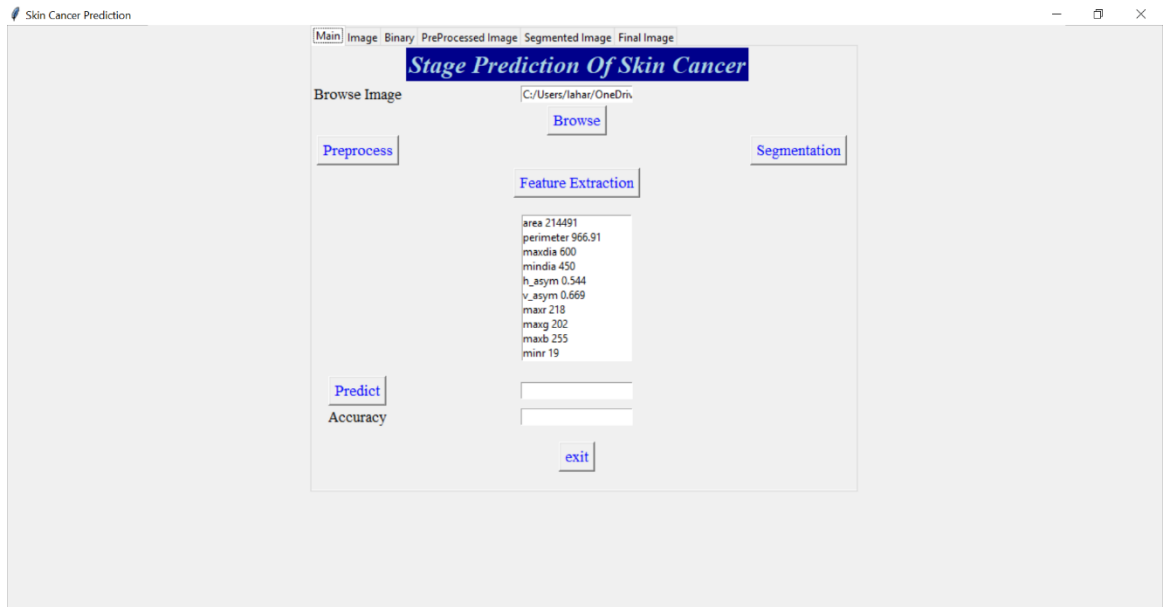 Skin Cancer Prediction
Main Image Binary PreProcessed Image Segmented Image Final Image
Stage Prediction Of Skin Cancer
Browse Image C:/Users/lahar/OneDriv
Browse
Preprocess Segmentation
Feature Extraction
area 214491
perimeter 966.91
maxdia 600
mindia 450
h_asym 0.544
v_asym 0.669
maxr 218
maxg 202
maxb 255
minr 19
Predict
Accuracy
exit